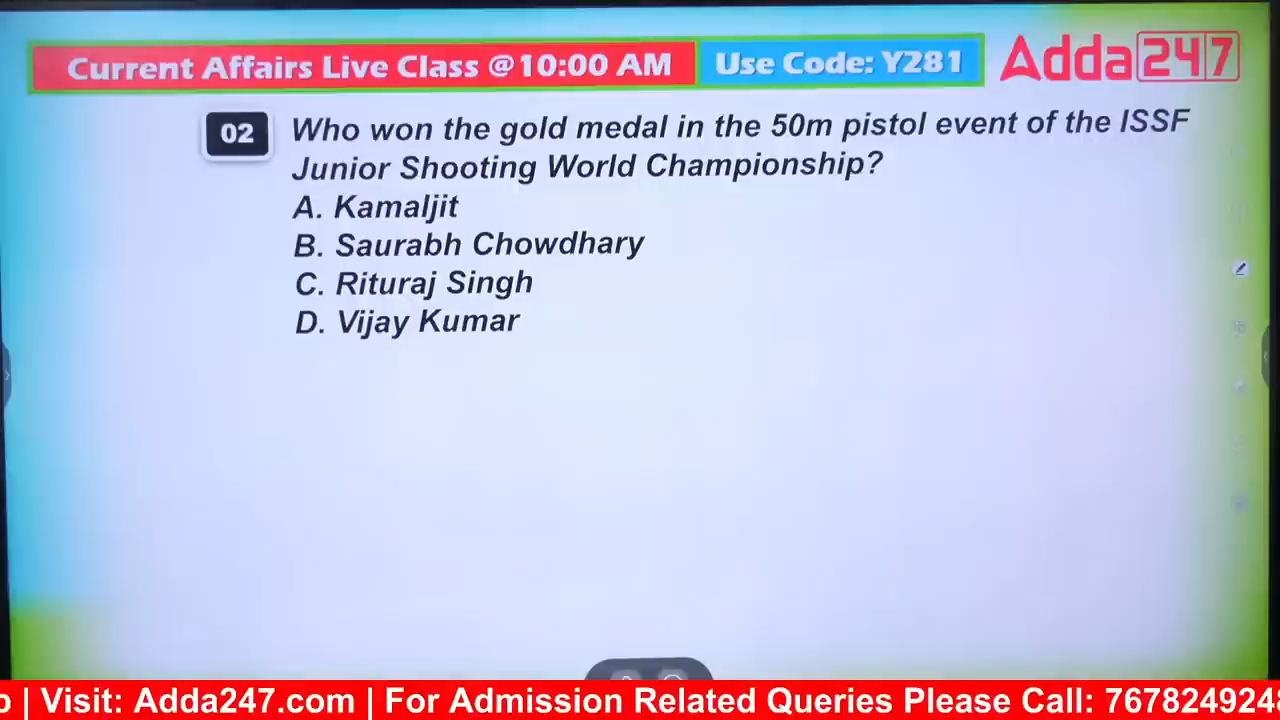 Current Affairs Live Class @10:00 AM
Use Code: Y281
Adda247
02
Who won the gold medal in the 50m pistol event of the ISSF
Junior Shooting World Championship?
A. Kamaljit
B. Saurabh Chowdhary
C. Rituraj Singh
D. Vijay Kumar
| Visit: Adda247.com | For Admission Related Queries Please Call: